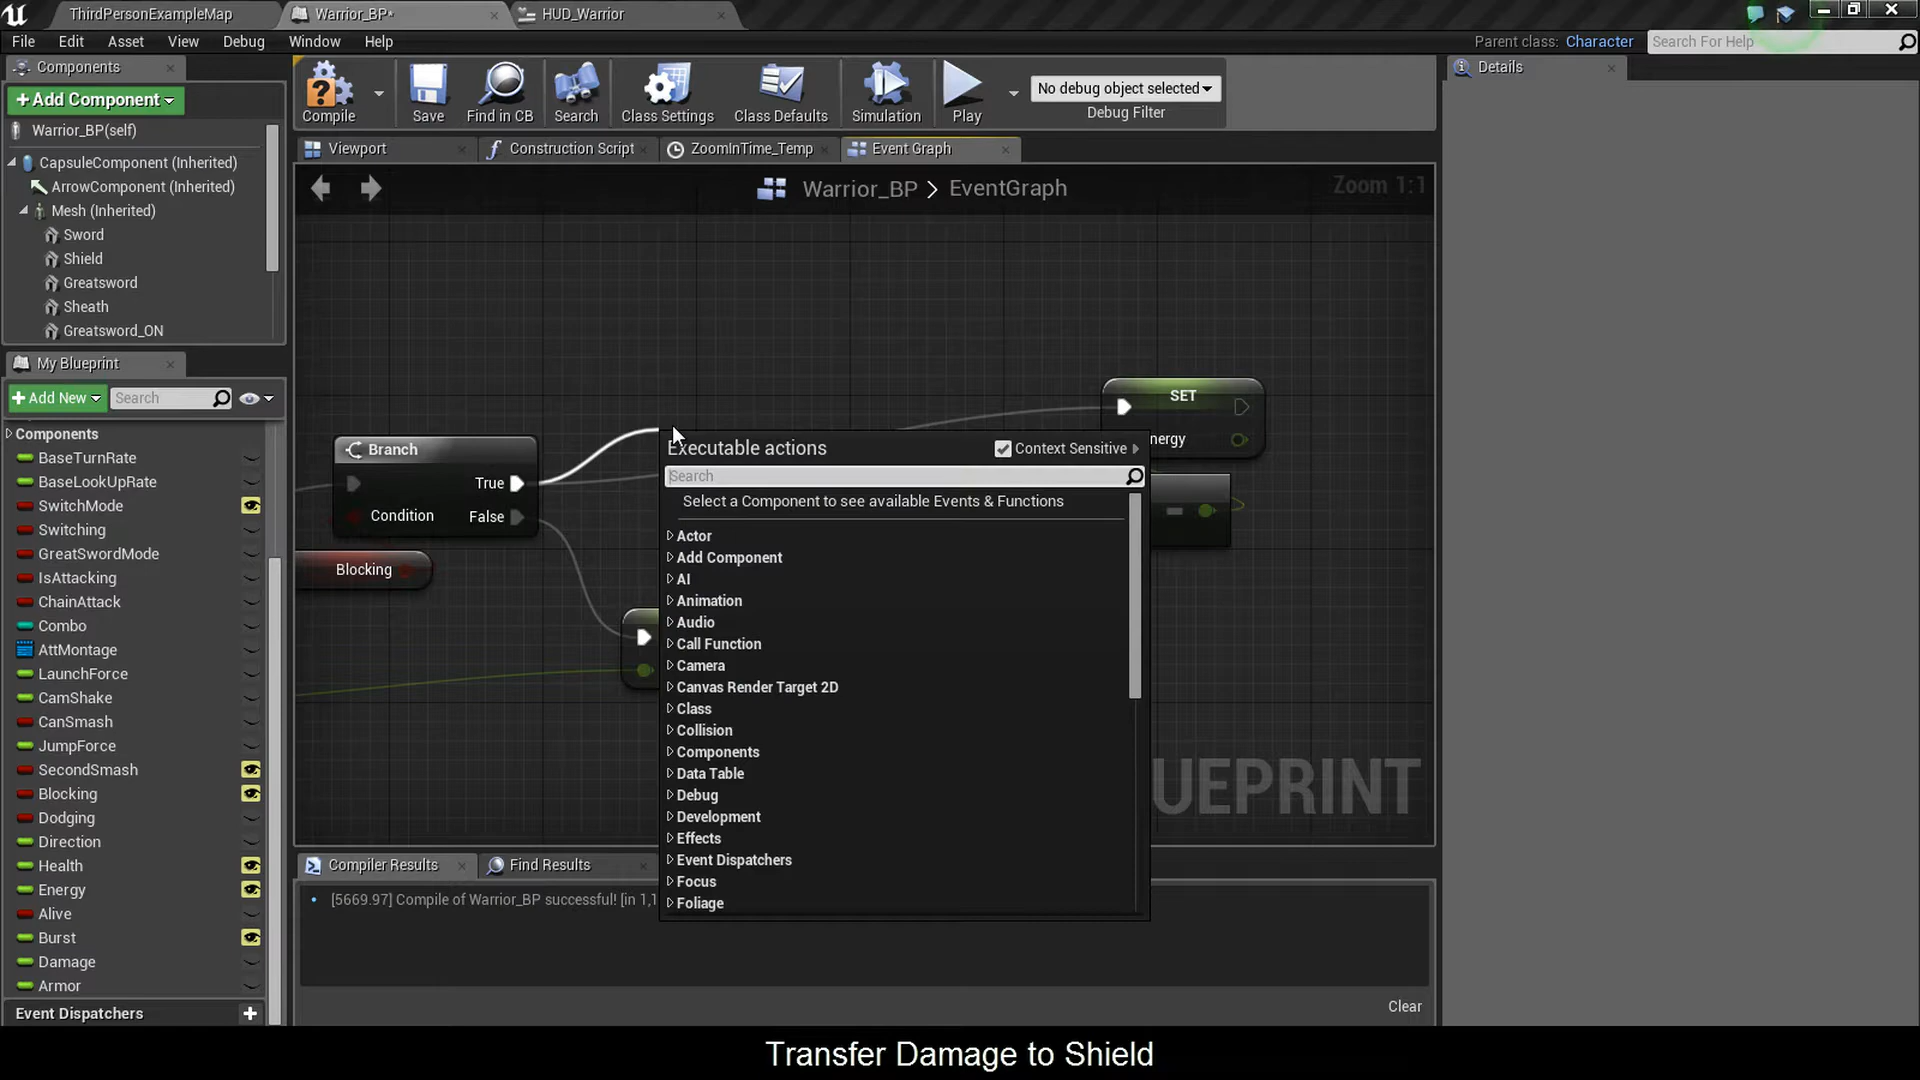 ThirdPersonExampleMap
Warrior_BP*
HUD_Warrior
File
Edit
Asset
View
Debug
Window
Help
Parent class: Character
Search For Help
Components
Add Component
Warrior_BP(self)
CapsuleComponent (Inherited)
ArrowComponent (Inherited)
Mesh (Inherited)
Sword
Shield
Greatsword
Sheath
Greatsword_ON
Compile
Save
Find in CB
Search
Class Settings
Class Defaults
Simulation
Play
No debug object selected
Debug Filter
Details
Viewport
Construction Script
ZoomInTime_Temp
Event Graph
Warrior_BP > EventGraph
Zoom 1:1
My Blueprint
Add New
Search
Components
BaseTurnRate
BaseLookUpRate
SwitchMode
Switching
GreatSwordMode
IsAttacking
ChainAttack
Combo
AttMontage
LaunchForce
CamShake
CanSmash
JumpForce
SecondSmash
Blocking
Dodging
Direction
Health
Energy
Alive
Burst
Damage
Armor
Event Dispatchers
Branch
True
Condition
False
Blocking
SET
nergy
Executable actions
Context Sensitive
Search
Select a Component to see available Events & Functions
Actor
Add Component
AI
Animation
Audio
Call Function
Camera
Canvas Render Target 2D
Class
Collision
Components
Data Table
Debug
Development
Effects
Event Dispatchers
Focus
Foliage
UEPRINT
Compiler Results
Find Results
[5669.97] Compile of Warrior_BP successful! [in 1,1
Clear
Transfer Damage to Shield